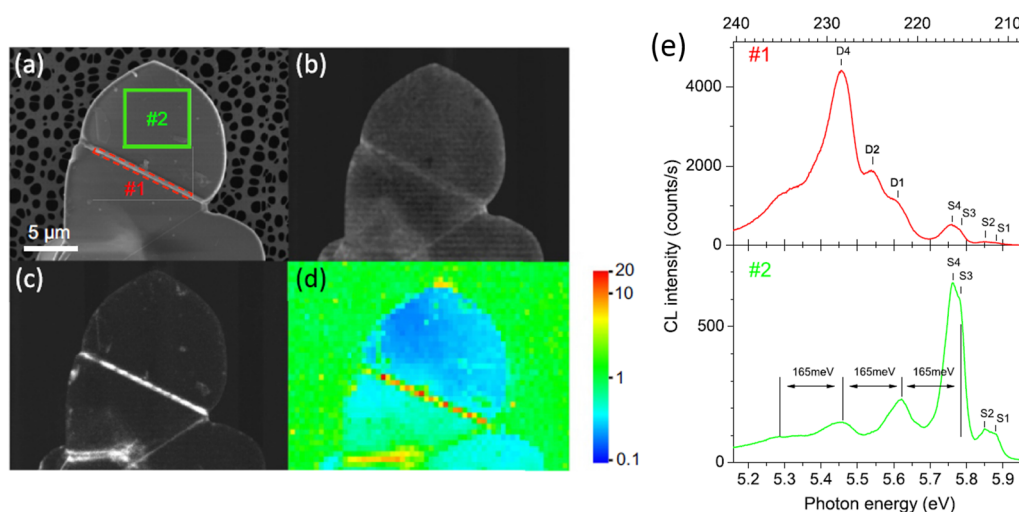 (a)
#2
#1
5 µm
(b)
(c)
(d)
20
10
1
0.1
(e)
240 230 220 210
#1
D4
D2
D1
S4
S3
S2
S1
4000
2000
0
CL intensity (counts/s)
#2
S4
S3
165meV 165meV 165meV
S2
S1
500
0
5.2 5.3 5.4 5.5 5.6 5.7 5.8 5.9
Photon energy (eV)